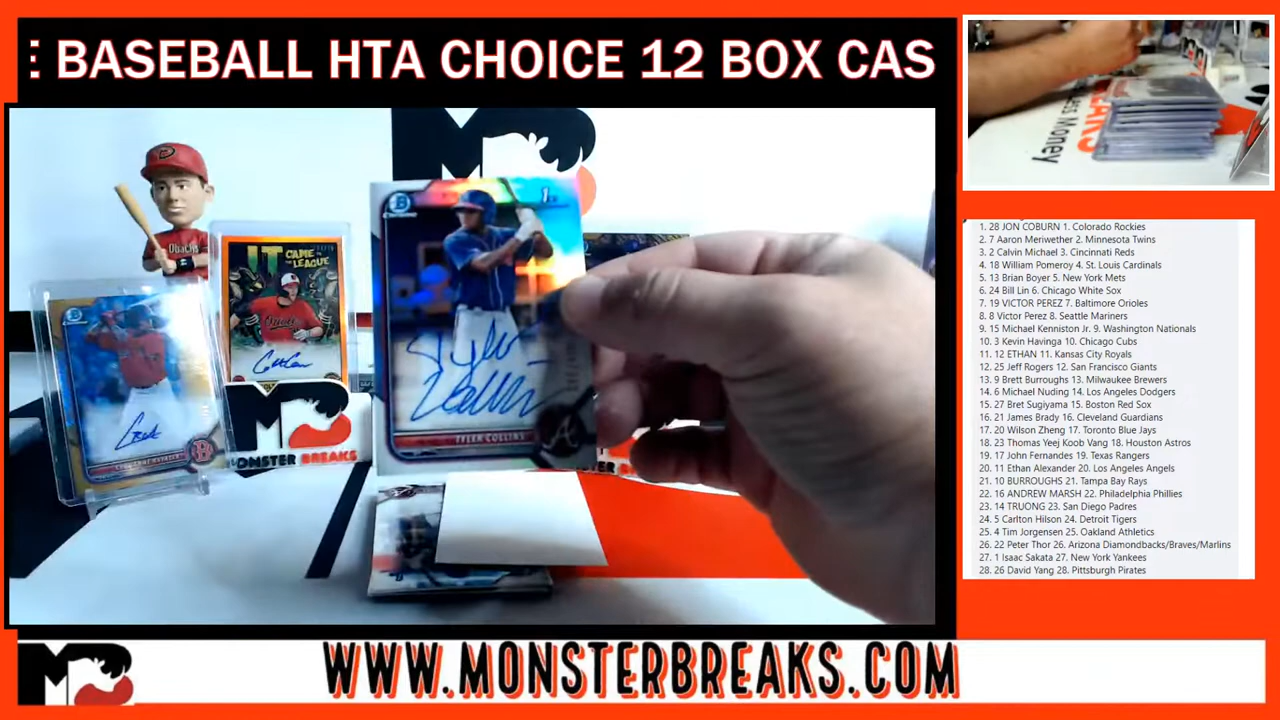 E BASEBALL HTA CHOICE 12 BOX CAS
1st
Chrome
Dbacks
IT CAME TO THE LEAGUE
Orioles
TYLER COLLINS
MONSTER BREAKS
Money
1. 28 JON COBURN 1. Colorado Rockies
2. 7 Aaron Meriwether 2. Minnesota Twins
3. 2 Calvin Michael 3. Cincinnati Reds
4. 18 William Pomeroy 4. St. Louis Cardinals
5. 13 Brian Boyer 5. New York Mets
6. 24 Bill Lin 6. Chicago White Sox
7. 19 VICTOR PEREZ 7. Baltimore Orioles
8. 8 Victor Perez 8. Seattle Mariners
9. 15 Michael Kenniston Jr. 9. Washington Nationals
10. 3 Kevin Havinga 10. Chicago Cubs
11. 12 ETHAN 11. Kansas City Royals
12. 25 Jeff Rogers 12. San Francisco Giants
13. 9 Brett Burroughs 13. Milwaukee Brewers
14. 6 Michael Nuding 14. Los Angeles Dodgers
15. 27 Bret Sugiyama 15. Boston Red Sox
16. 21 James Brady 16. Cleveland Guardians
17. 20 Wilson Zheng 17. Toronto Blue Jays
18. 23 Thomas Yeej Koob Vang 18. Houston Astros
19. 17 John Fernandes 19. Texas Rangers
20. 11 Ethan Alexander 20. Los Angeles Angels
21. 10 BURROUGHS 21. Tampa Bay Rays
22. 16 ANDREW MARSH 22. Philadelphia Phillies
23. 14 TRUONG 23. San Diego Padres
24. 5 Carlton Hilson 24. Detroit Tigers
25. 4 Tim Jorgensen 25. Oakland Athletics
26. 22 Peter Thor 26. Arizona Diamondbacks/Braves/Marlins
27. 1 Isaac Sakata 27. New York Yankees
28. 26 David Yang 28. Pittsburgh Pirates
WWW.MONSTERBREAKS.COM